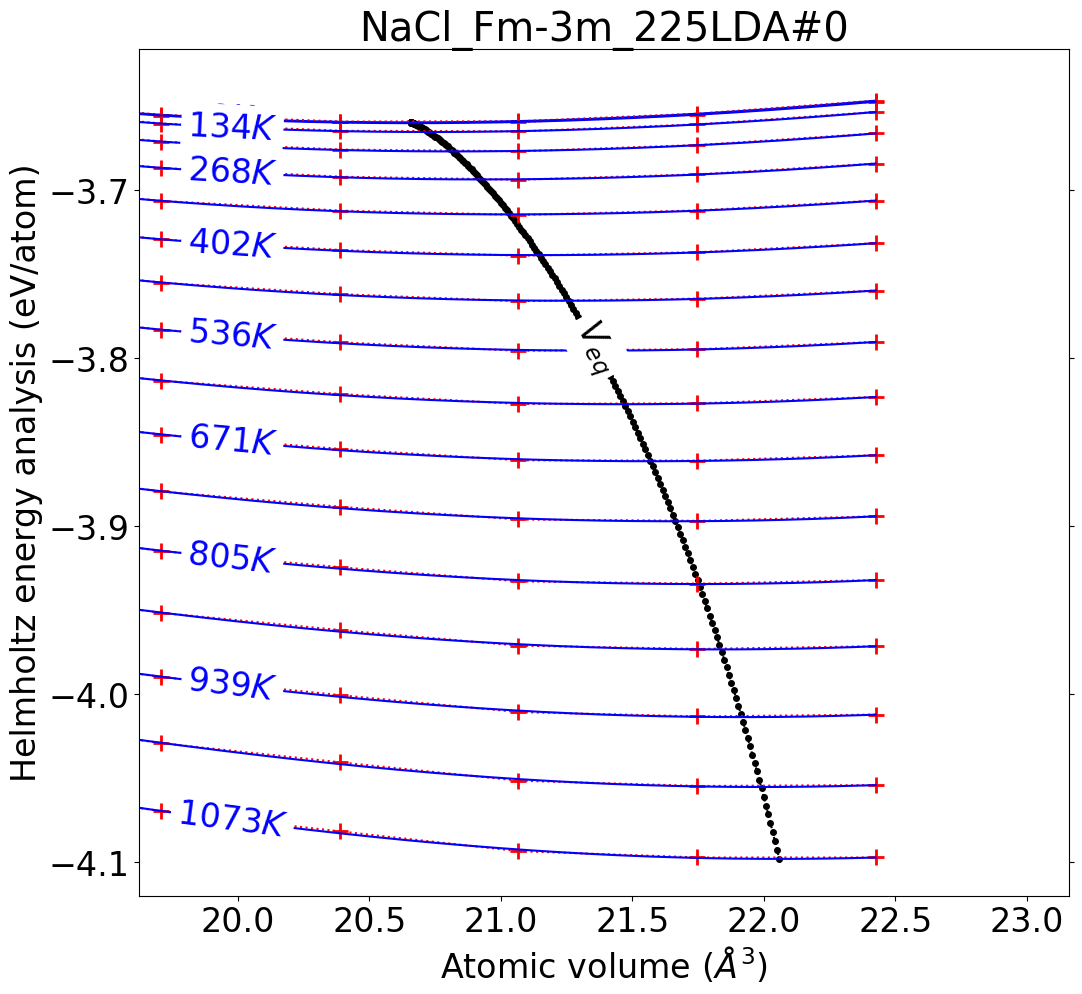 NaCl_Fm-3m_225LDA#0
Helmholtz energy analysis (eV/atom)
−3.7
−3.8
−3.9
−4.0
−4.1
134K
268K
402K
536K
671K
805K
939K
1073K
V_eq
20.0 20.5 21.0 21.5 22.0 22.5 23.0
Atomic volume (Å³)